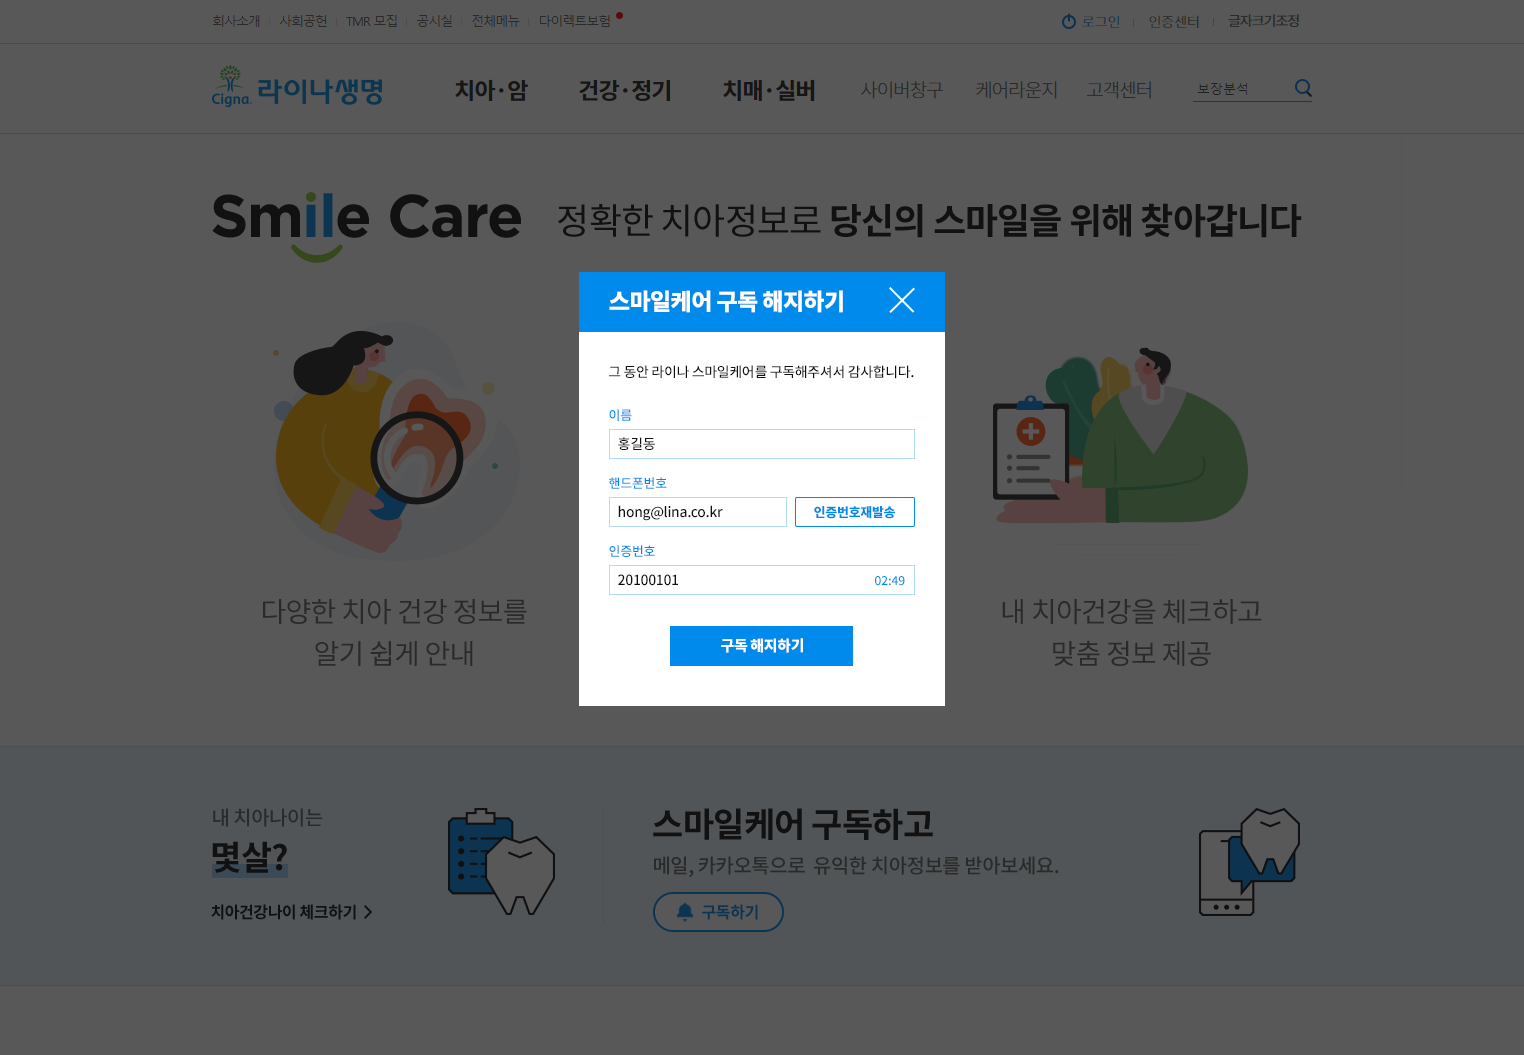 회사소개 사회공헌 TMR 모집 공시실 전체메뉴 다이렉트보험 로그인 인증센터 글자크기조정
Cigna. 라이나생명 치아·암 건강·정기 치매·실버 사이버창구 케어라운지 고객센터 보장분석
Smile Care 정확한 치아정보로 당신의 스마일을 위해 찾아갑니다
스마일케어 구독 해지하기
그 동안 라이나 스마일케어를 구독해주셔서 감사합니다.
이름
홍길동
핸드폰번호
hong@lina.co.kr 인증번호재발송
인증번호
20100101 02:49
구독 해지하기
다양한 치아 건강 정보를
알기 쉽게 안내
내 치아건강을 체크하고
맞춤 정보 제공
내 치아나이는
몇살?
치아건강나이 체크하기
스마일케어 구독하고
메일, 카카오톡으로 유익한 치아정보를 받아보세요.
구독하기